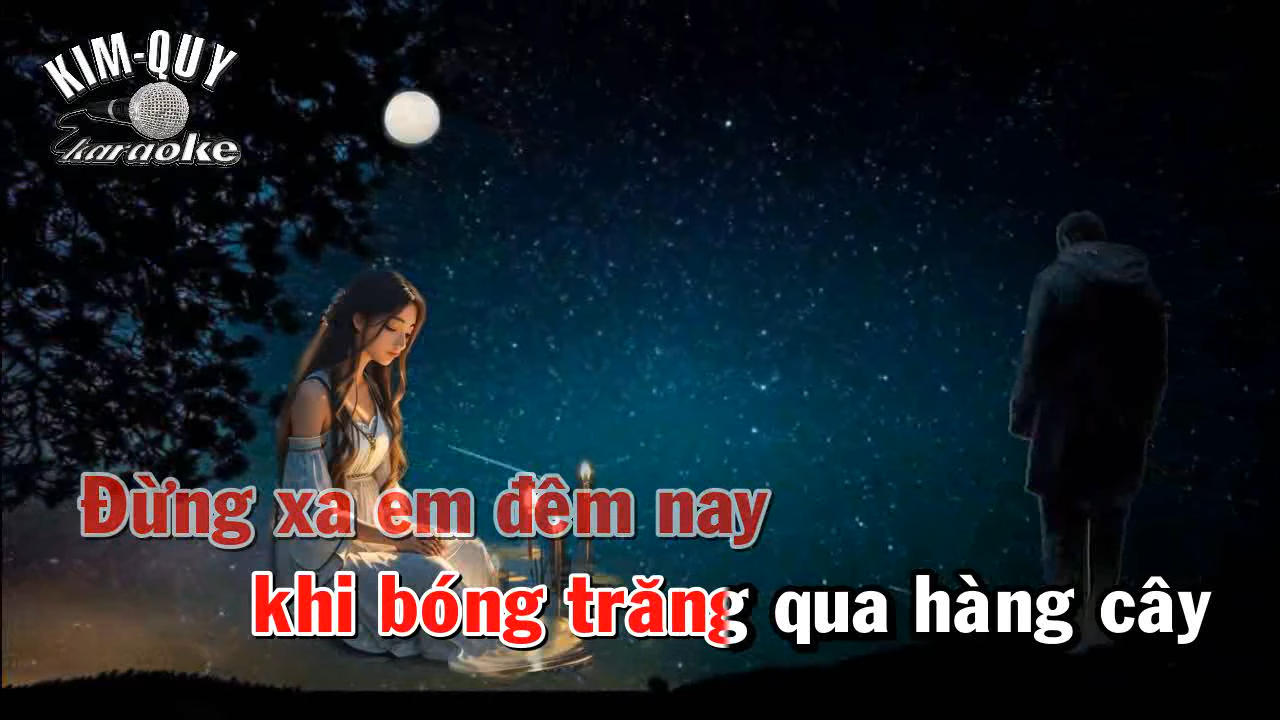 KIM-QUY
karaoke
Đừng xa em đêm nay
khi bóng trăng qua hàng cây